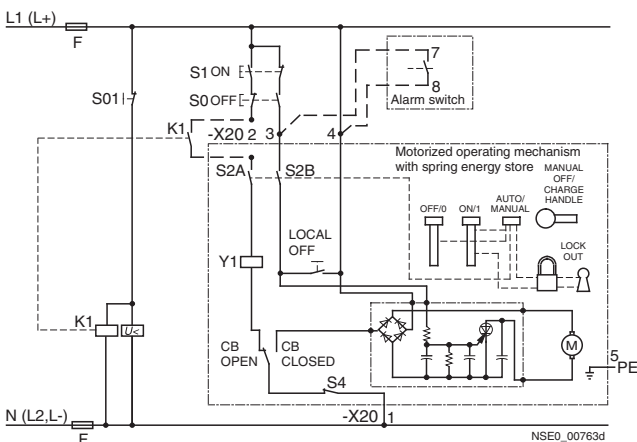 L1 (L+)
F
7
S1 ON
8
S01
S0 OFF
Alarm switch
K1
-X20 2 3 4
Motorized operating mechanism
with spring energy store
MANUAL
OFF/
CHARGE
HANDLE
S2A
S2B
AUTO/
MANUAL
OFF/0
ON/1
LOCAL
OFF
LOCK
OUT
Y1
K1
U<
CB
OPEN
CB
CLOSED
M
5
PE
S4
N (L2,L-)
-X20 1
F
NSE0_00763d